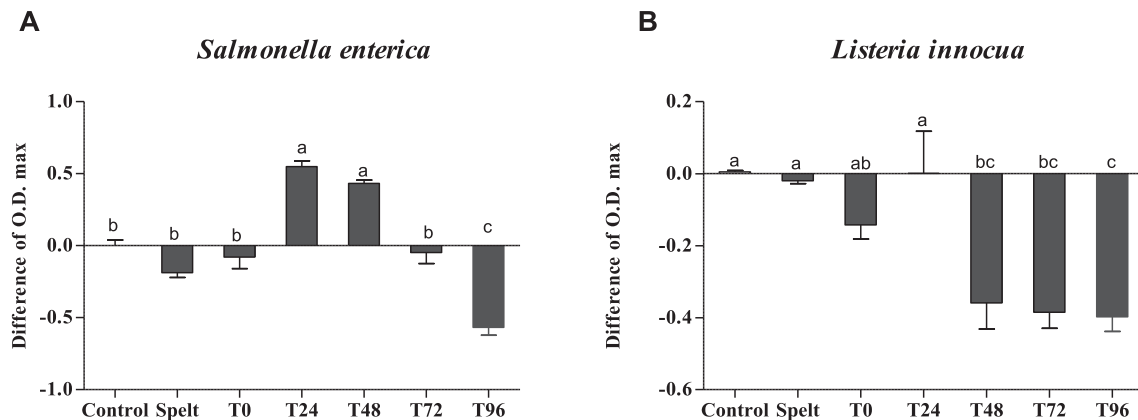 A
Salmonella enterica
Difference of O.D. max
1.0
0.5
0.0
-0.5
-1.0
b
b
b
a
a
b
c
Control Spelt T0 T24 T48 T72 T96
B
Listeria innocua
Difference of O.D. max
0.2
0.0
-0.2
-0.4
-0.6
a
a
ab
a
bc
bc
c
Control Spelt T0 T24 T48 T72 T96